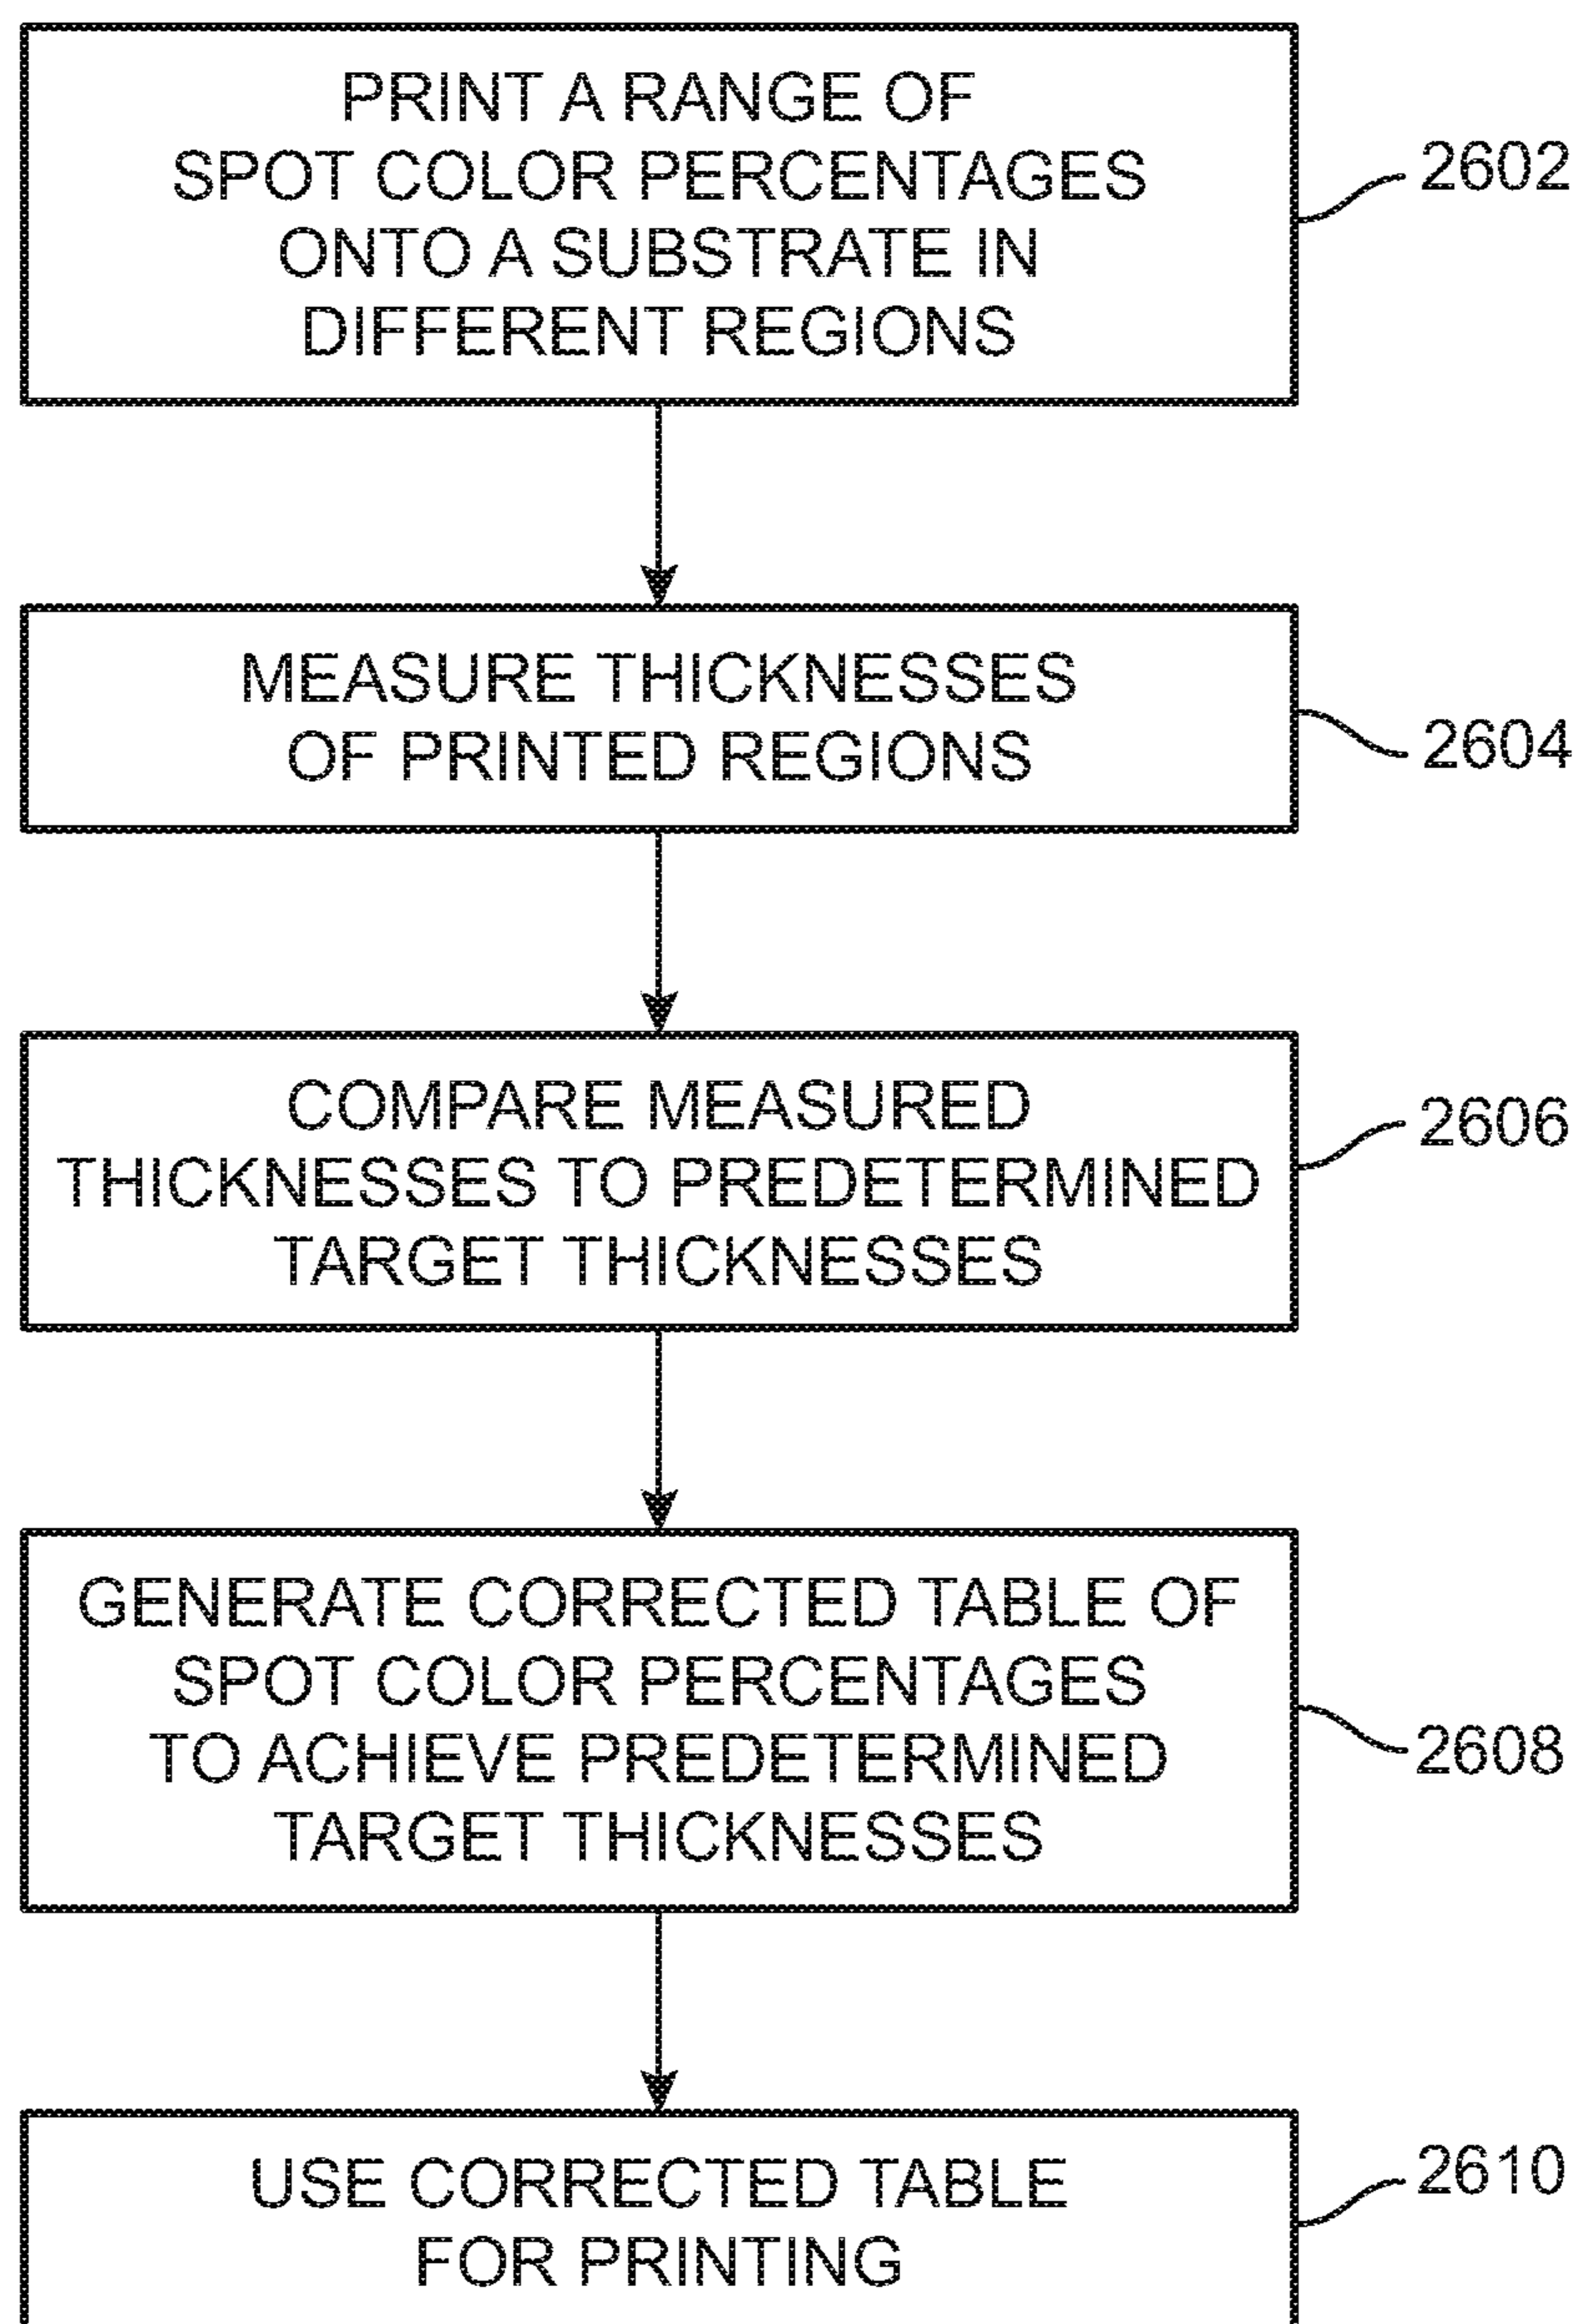 PRINT A RANGE OF
SPOT COLOR PERCENTAGES
ONTO A SUBSTRATE IN
DIFFERENT REGIONS
2602
MEASURE THICKNESSES
OF PRINTED REGIONS
2604
COMPARE MEASURED
THICKNESSES TO PREDETERMINED
TARGET THICKNESSES
2606
GENERATE CORRECTED TABLE OF
SPOT COLOR PERCENTAGES
TO ACHIEVE PREDETERMINED
TARGET THICKNESSES
2608
USE CORRECTED TABLE
FOR PRINTING
2610